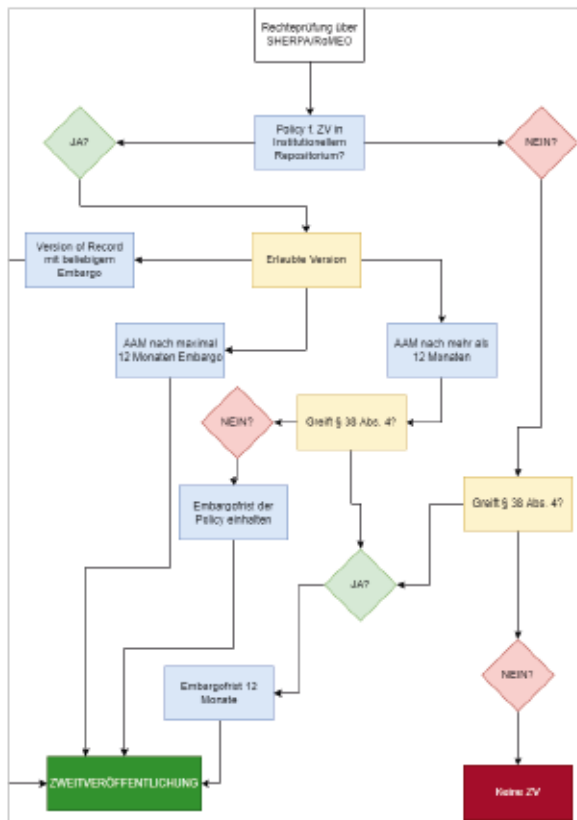 Rechteprüfung über
SHERPA/RoMEO
Policy f. ZV in
Institutionellem
Repositorium?
JA?
NEIN?
Version of Record
mit beliebigem
Embargo
Erlaubte Version
AAM nach maximal
12 Monaten Embargo
AAM nach mehr als
12 Monaten
NEIN?
Greift § 38 Abs. 4?
Embargofrist der
Policy einhalten
Greift § 38 Abs. 4?
JA?
NEIN?
Embargofrist 12
Monate
ZWEITVERÖFFENTLICHUNG
Keine ZV